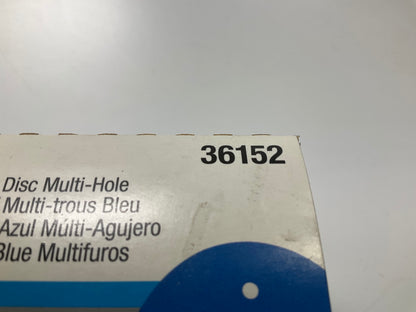 36152
Disc Multi-Hole
Multi-trous Bleu
Azul Múlti-Agujero
Blue Multifuros